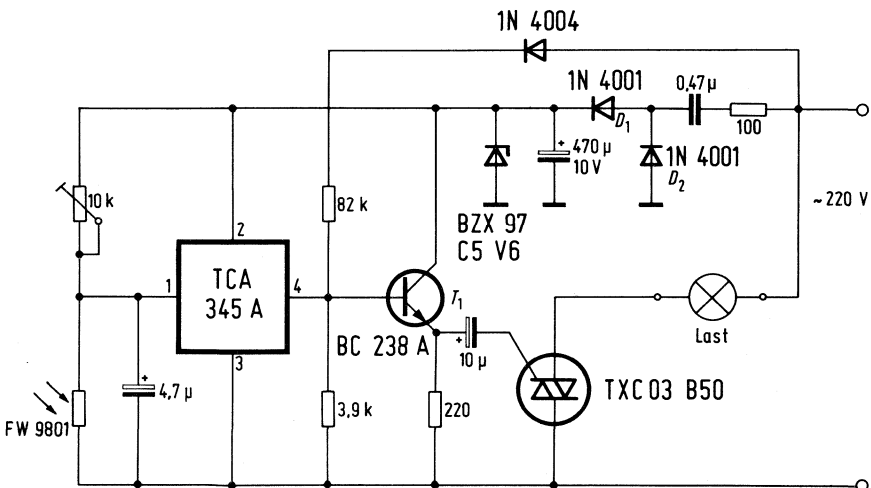 1N 4004
1N 4001
0,47 µ
D1
100
470 µ
10 V
+
1N 4001
D2
~220 V
10 k
82 k
BZX 97
C5 V6
2
TCA
345 A
1
4
3
T1
BC 238 A
+
10 µ
Last
TXC 03 B50
+
4,7 µ
FW 9801
3,9 k
220